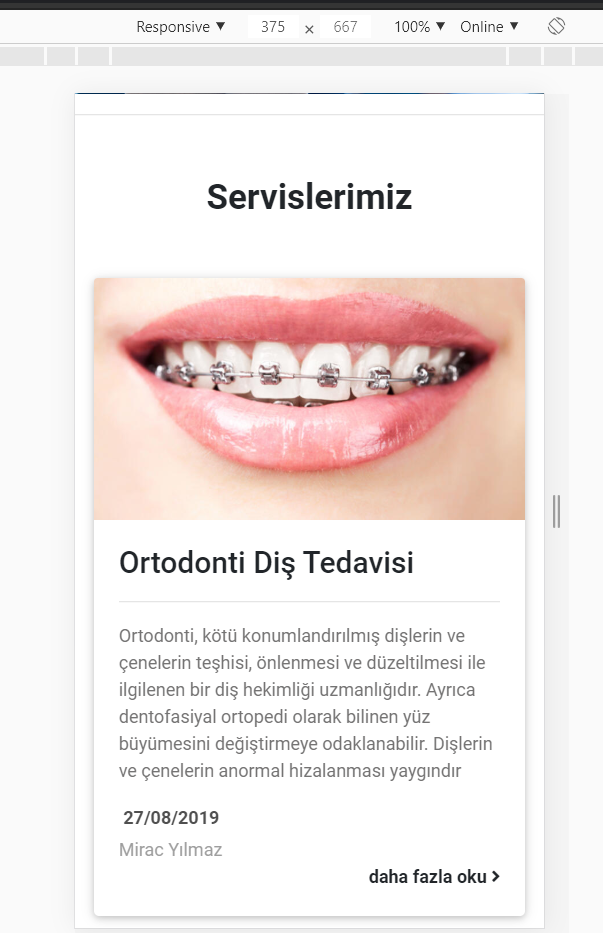 Responsive ▼ 375 × 667 100% ▼ Online ▼
Servislerimiz
Ortodonti Diş Tedavisi
Ortodonti, kötü konumlandırılmış dişlerin ve
çenelerin teşhisi, önlenmesi ve düzeltilmesi ile
ilgilenen bir diş hekimliği uzmanlığıdır. Ayrıca
dentofasiyal ortopedi olarak bilinen yüz
büyümesini değiştirmeye odaklanabilir. Dişlerin
ve çenelerin anormal hizalanması yaygındır
27/08/2019
Mirac Yılmaz
daha fazla oku